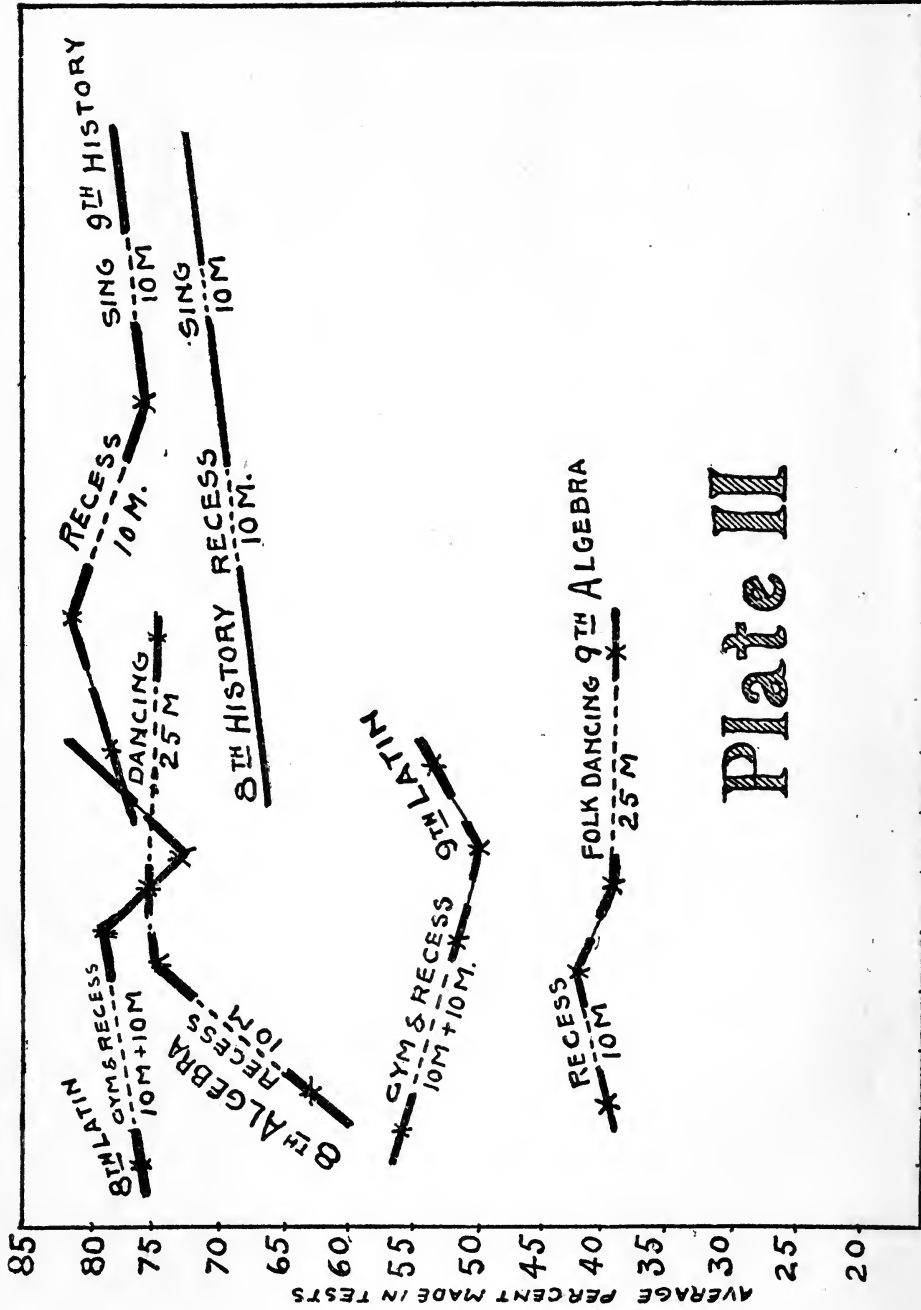 85
80
75
70
65
60
55
50
45
40
35
30
25
20
AVERAGE PERCENT MADE IN TESTS
8TH LATIN
GYM & RECESS
10M+10M
8TH ALGEBRA
RECESS
10M
DANCING
25 M
RECESS
10 M.
SING 9TH HISTORY
10 M
8TH HISTORY RECESS
10 M.
SING
10 M
9TH LATIN
GYM & RECESS
10M+10M.
RECESS
10M
FOLK DANCING 9TH ALGEBRA
25 M
Plate II